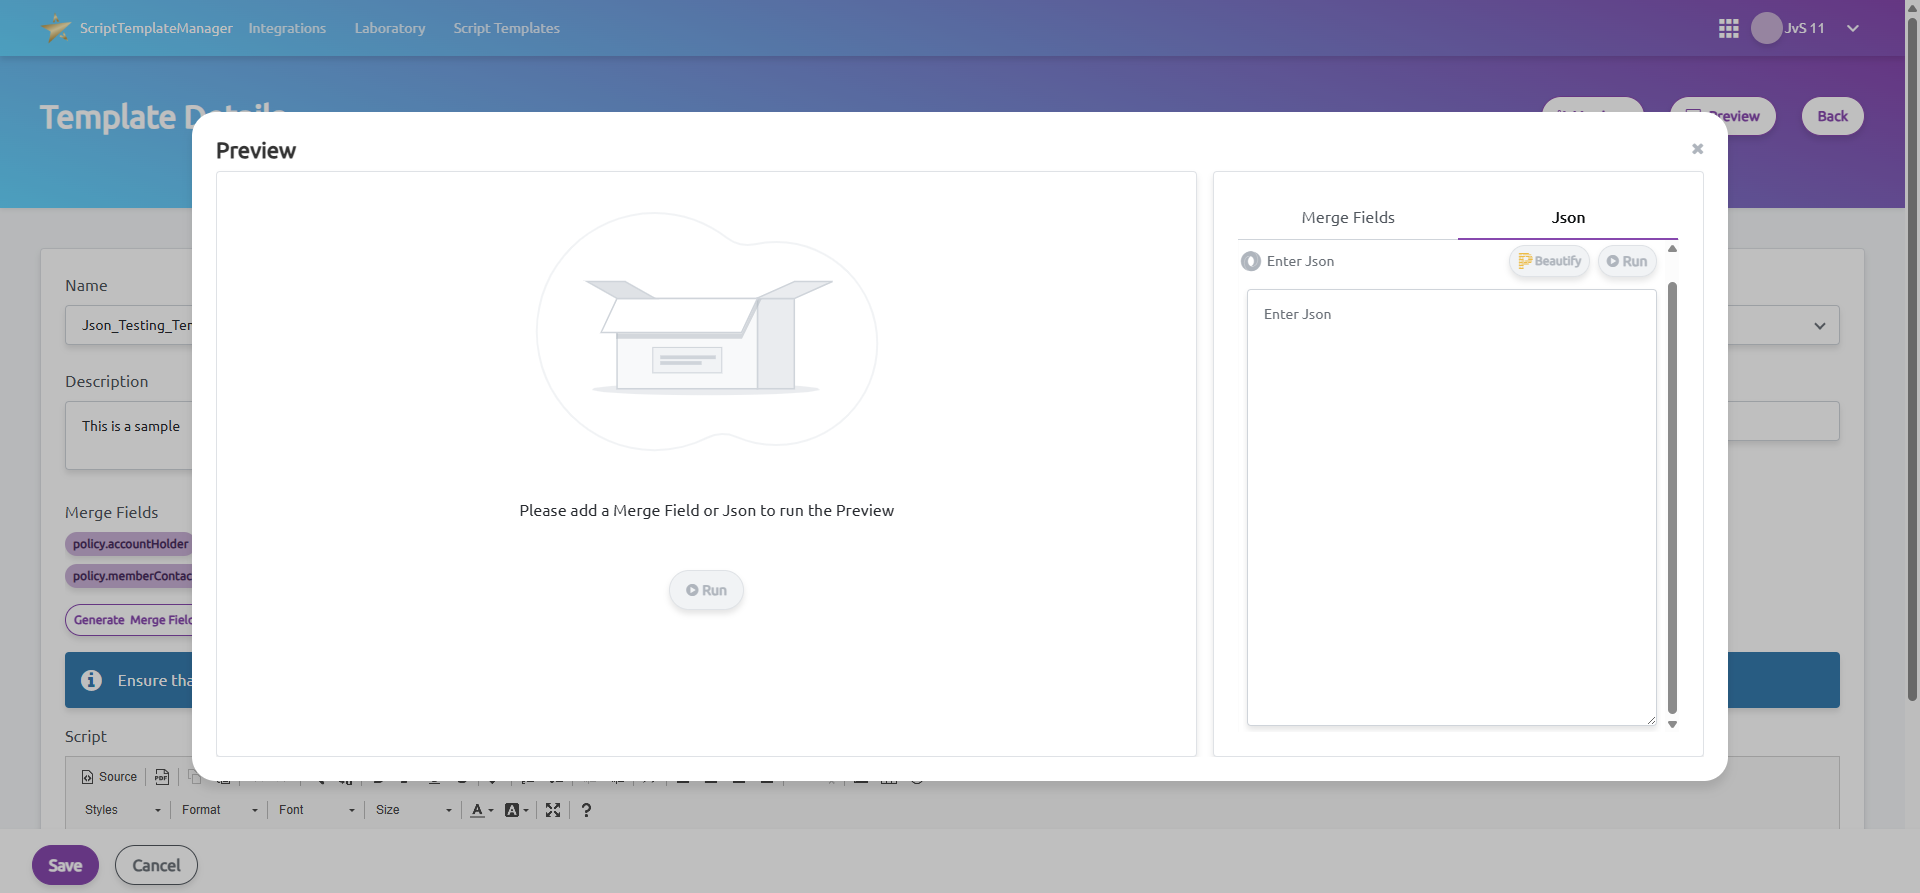 ScriptTemplateManager Integrations Laboratory Script Templates JvS 11
Template Details
Preview Back
Preview
Merge Fields Json
Enter Json Beautify Run
Enter Json
Please add a Merge Field or Json to run the Preview
Run
Name
Json_Testing_Ter
Description
This is a sample
Merge Fields
policy.accountHolder
policy.memberContac
Generate Merge Field
Ensure tha
Script
Source
Styles Format Font Size A A ?
Save Cancel